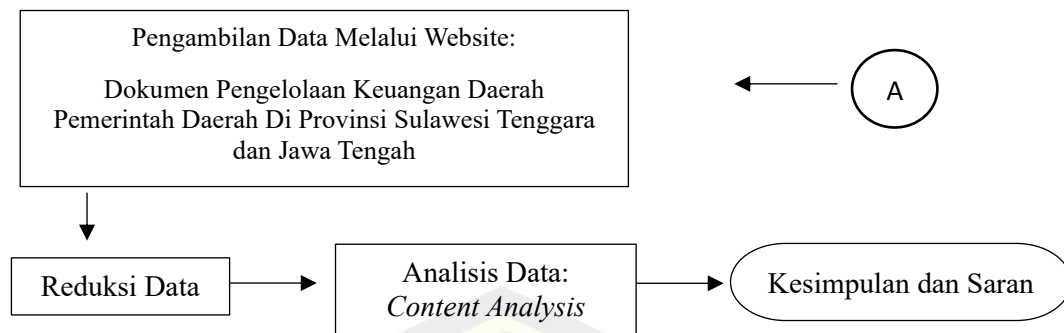 Pengambilan Data Melalui Website:
Dokumen Pengelolaan Keuangan Daerah
Pemerintah Daerah Di Provinsi Sulawesi Tenggara
dan Jawa Tengah
A
Reduksi Data
Analisis Data:
Content Analysis
Kesimpulan dan Saran